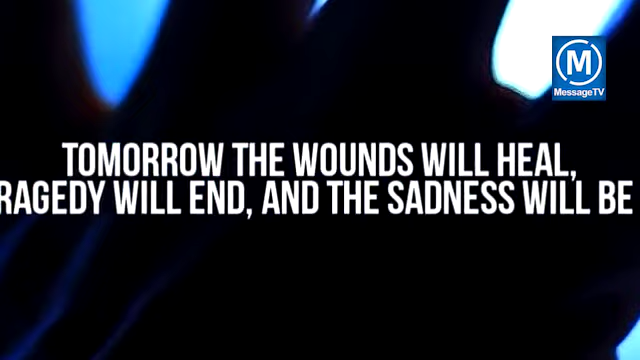 M
MessageTV
TOMORROW THE WOUNDS WILL HEAL,
RAGEDY WILL END, AND THE SADNESS WILL BE